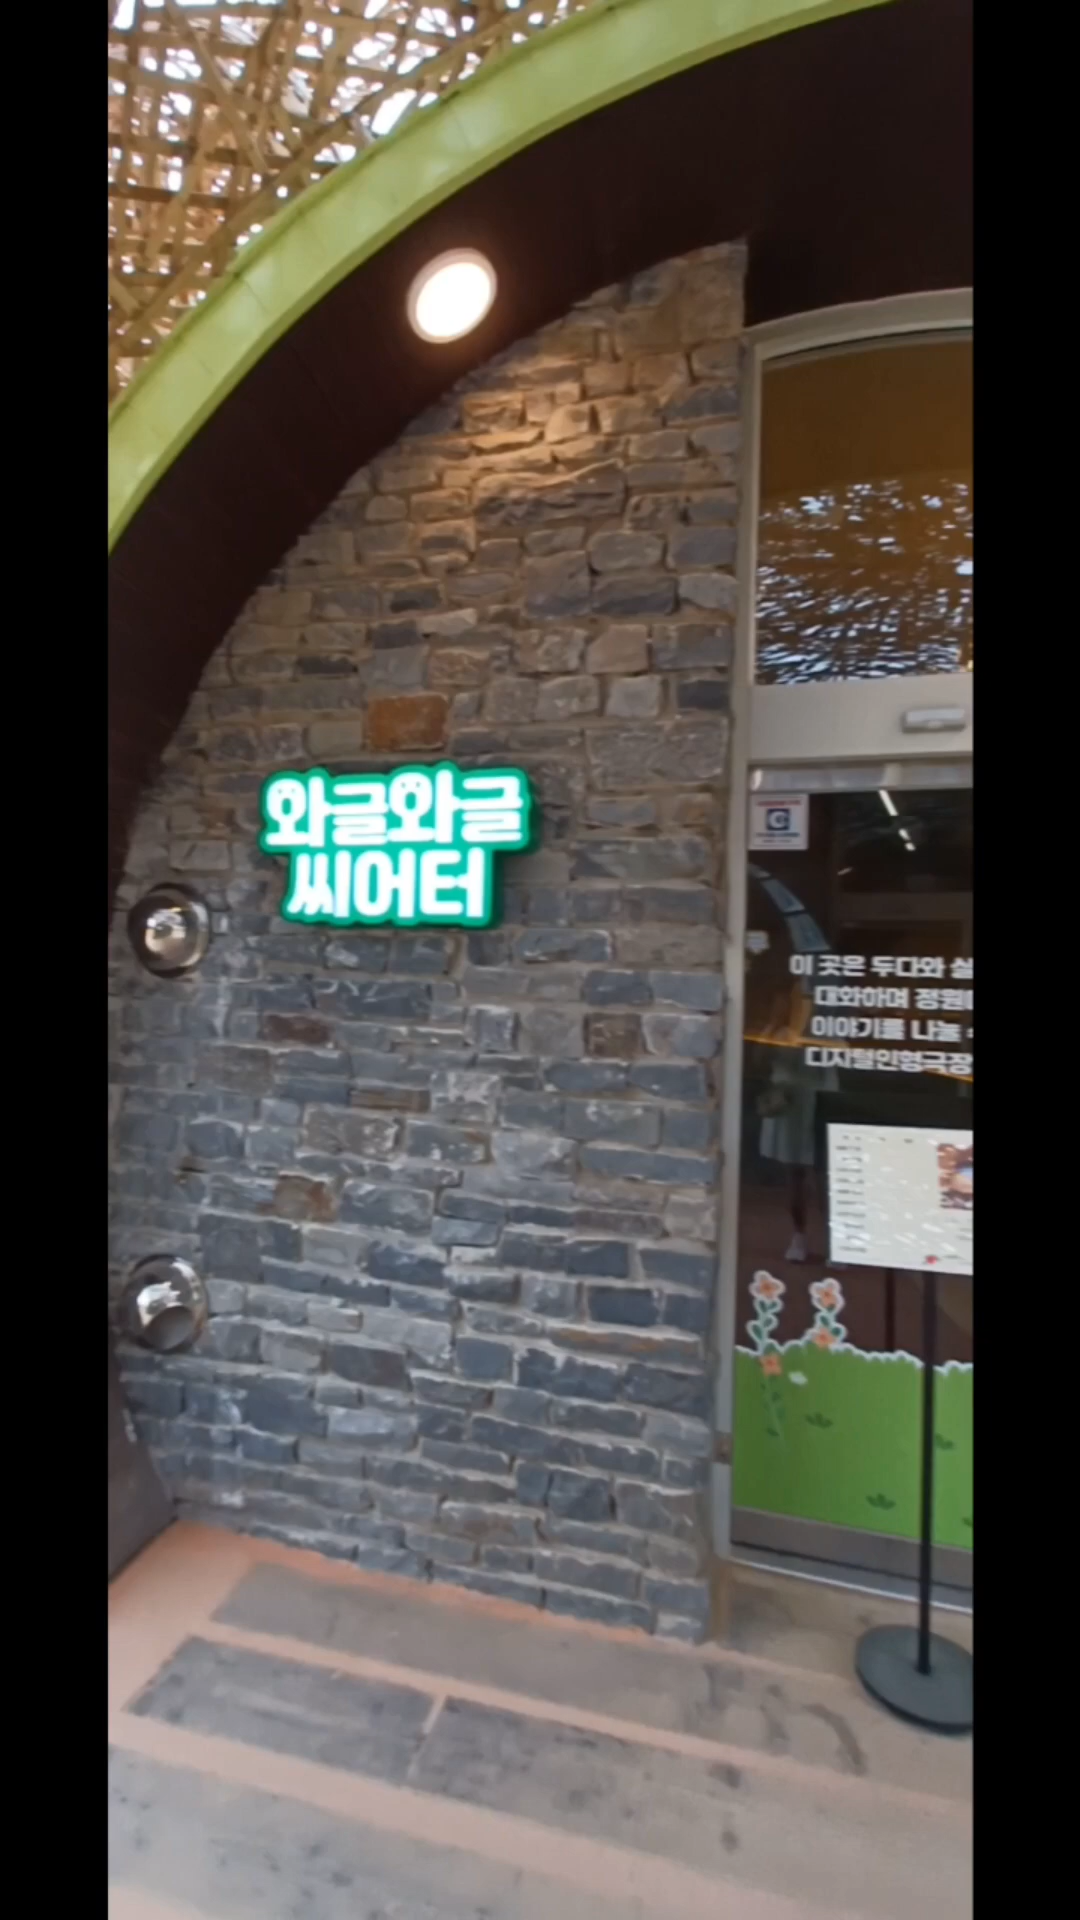 와글와글
씨어터
이 곳은 두다와 실
대화하며 정원
이야기를 나눌
디지털인형극장